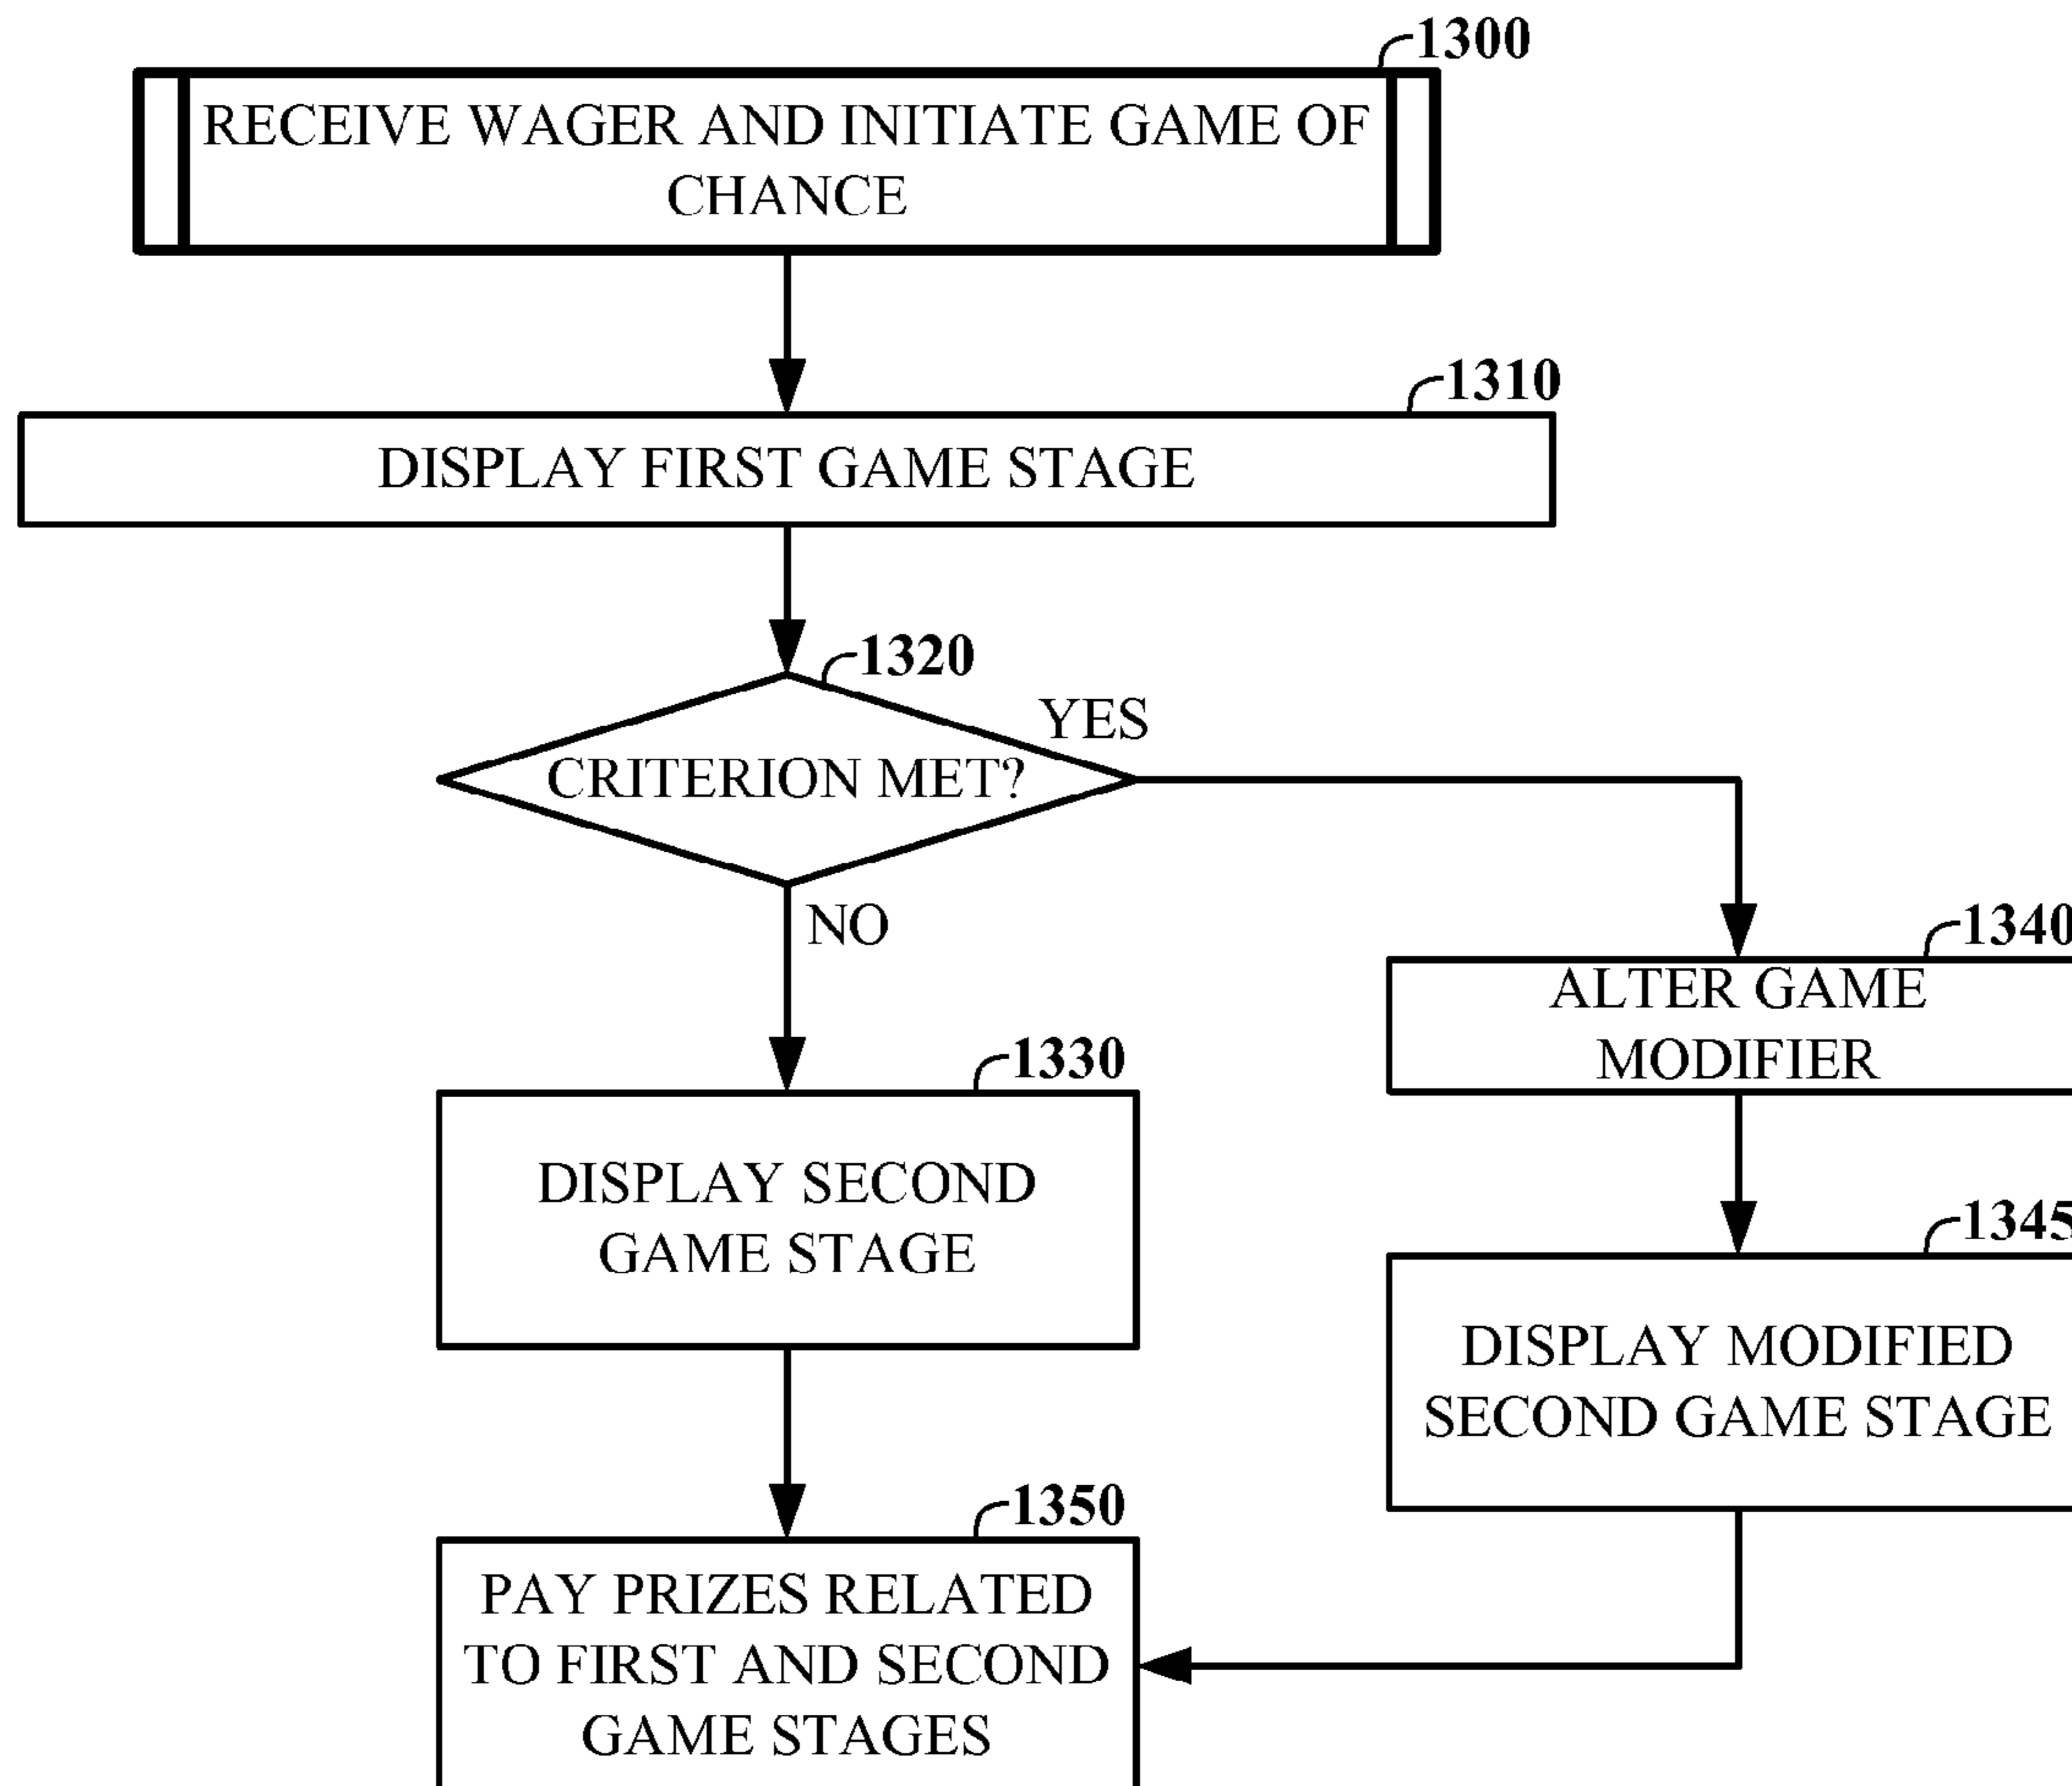 1300
RECEIVE WAGER AND INITIATE GAME OF
CHANCE
1310
DISPLAY FIRST GAME STAGE
1320
YES
CRITERION MET?
NO
1340
ALTER GAME
MODIFIER
1330
DISPLAY SECOND
GAME STAGE
1345
DISPLAY MODIFIED
SECOND GAME STAGE
1350
PAY PRIZES RELATED
TO FIRST AND SECOND
GAME STAGES